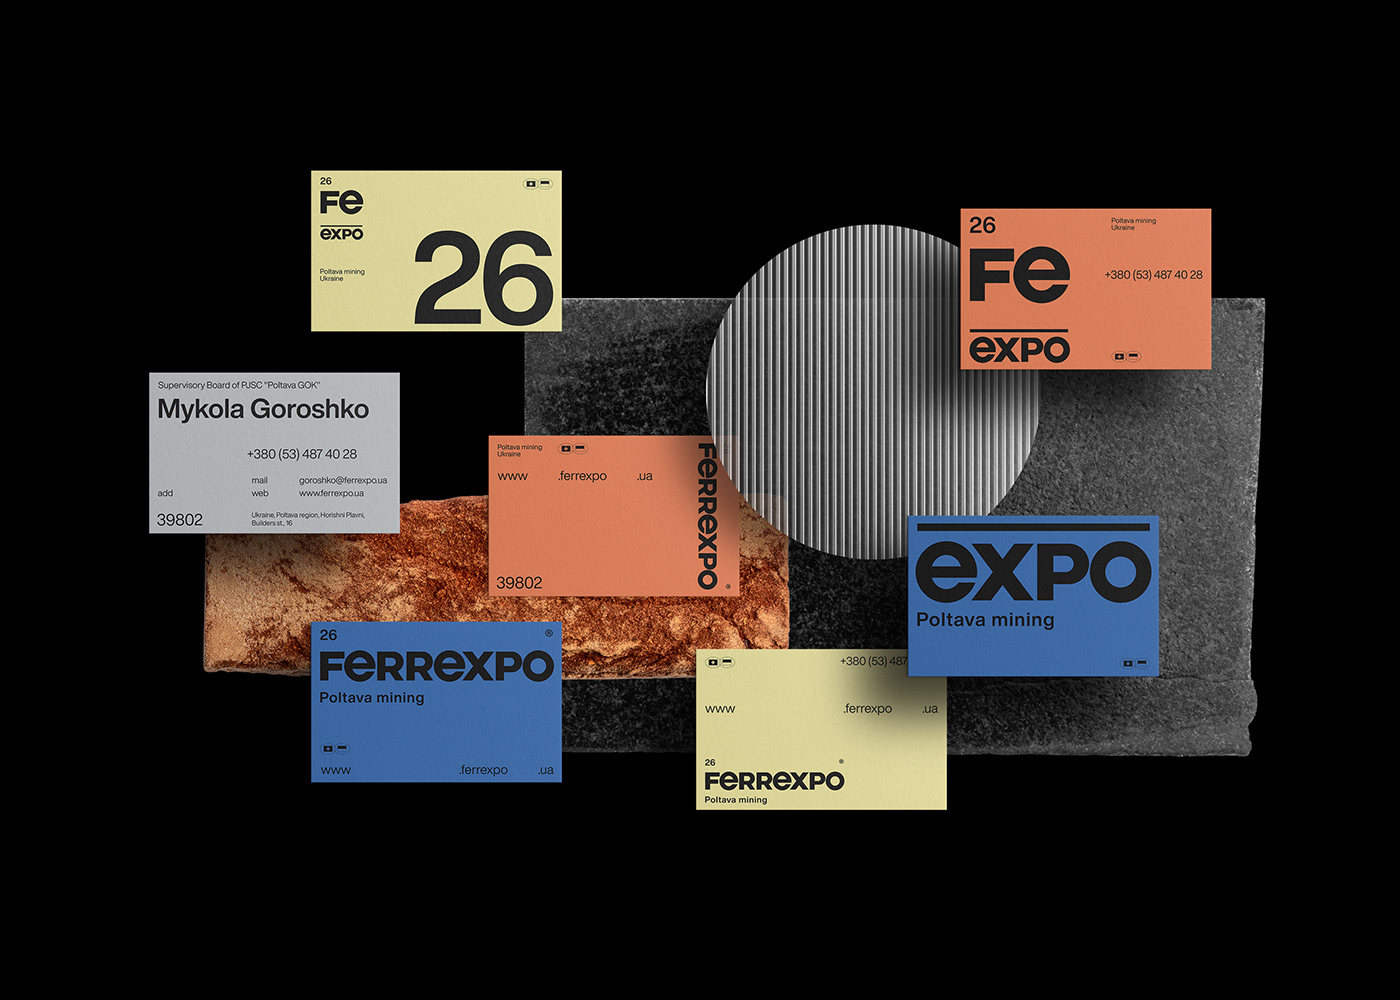 26
Fe
expo
Poltava mining
Ukraine
26
26
Fe
expo
Poltava mining
Ukraine
+380 (53) 487 40 28
Supervisory Board of PJSC "Poltava GOK"
Mykola Goroshko
+380 (53) 487 40 28
mail goroshko@ferrexpo.ua
add web www.ferrexpo.ua
39802
Ukraine, Poltava region, Horishni Plavni,
Builders st., 16
Poltava mining
Ukraine
www .ferrexpo .ua
39802
FeRRexpo ®
expo
Poltava mining
26 ®
FeRRexpo
Poltava mining
www .ferrexpo .ua
+380 (53) 487
www .ferrexpo .ua
26 ®
FeRRexpo
Poltava mining